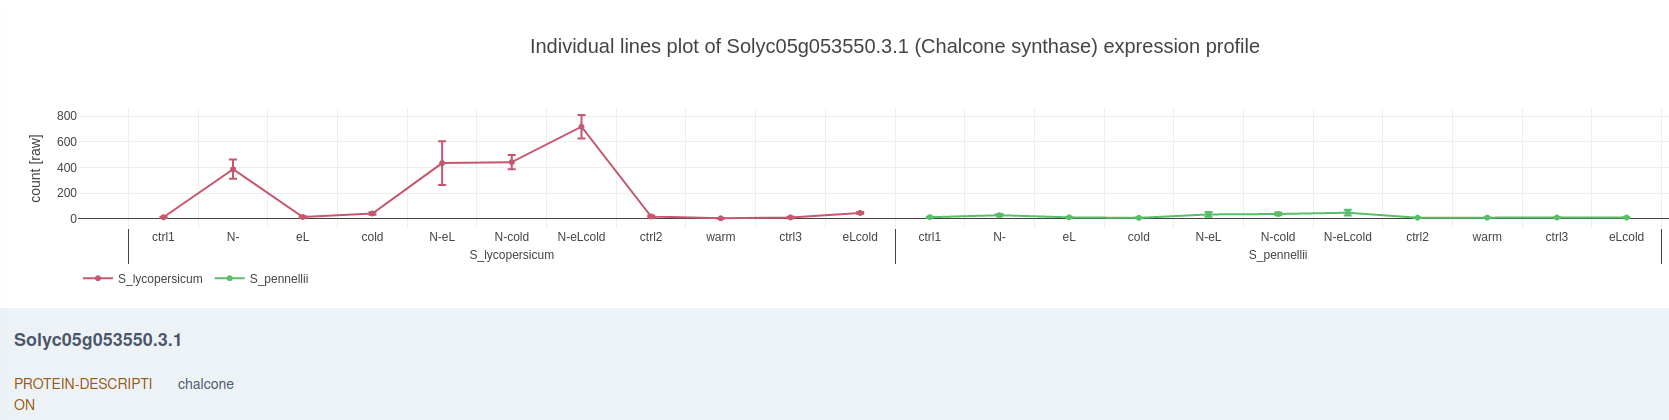 Individual lines plot of Solyc05g053550.3.1 (Chalcone synthase) expression profile
count [raw]
800
600
400
200
0
ctrl1 N- eL cold N-eL N-cold N-eLcold ctrl2 warm ctrl3 eLcold ctrl1 N- eL cold N-eL N-cold N-eLcold ctrl2 warm ctrl3 eLcold
S_lycopersicum S_pennellii
S_lycopersicum S_pennellii
Solyc05g053550.3.1
PROTEIN-DESCRIPTI chalcone
ON